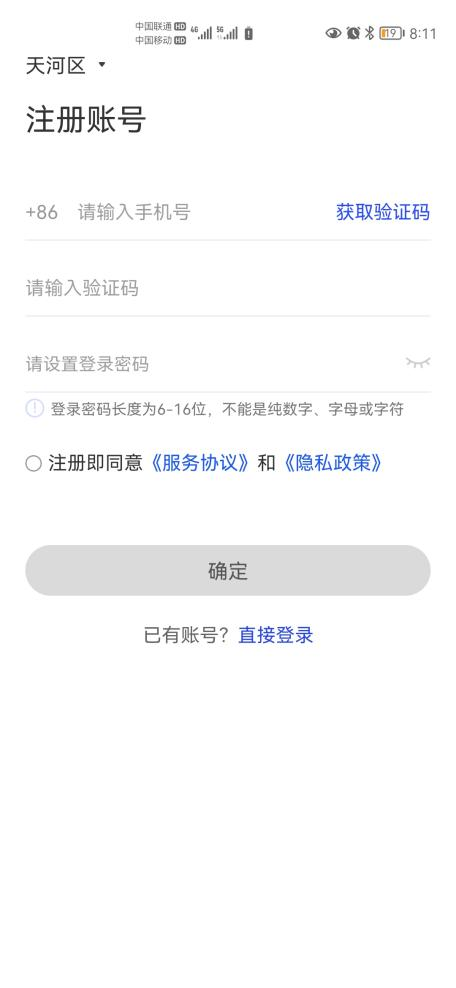 中国联通 HD 4G 5G 19 8:11
中国移动 HD
天河区
注册账号
+86 请输入手机号 获取验证码
请输入验证码
请设置登录密码
登录密码长度为6-16位，不能是纯数字、字母或字符
注册即同意《服务协议》和《隐私政策》
确定
已有账号？直接登录